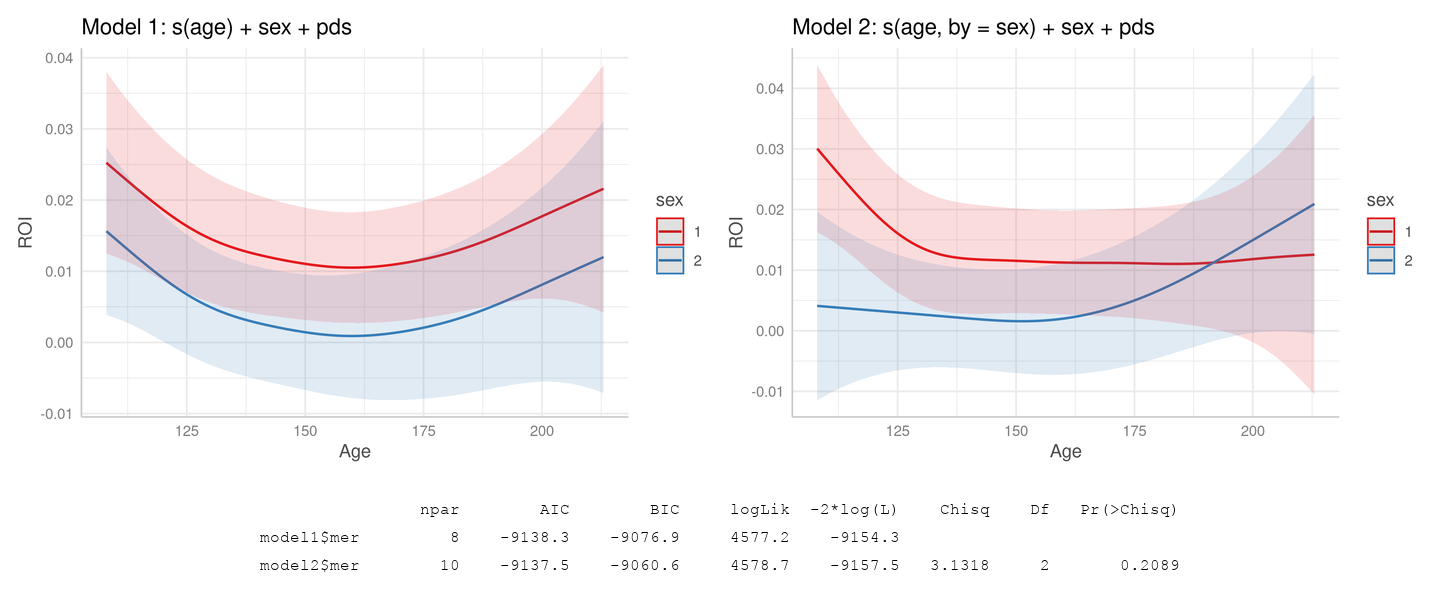 Model 1: s(age) + sex + pds
0.04
0.03
0.02
0.01
0.00
-0.01
ROI
125 150 175 200
Age
sex
1
2
Model 2: s(age, by = sex) + sex + pds
0.04
0.03
0.02
0.01
0.00
-0.01
ROI
125 150 175 200
Age
sex
1
2
npar AIC BIC logLik -2*log(L) Chisq Df Pr(>Chisq)
model1$mer 8 -9138.3 -9076.9 4577.2 -9154.3
model2$mer 10 -9137.5 -9060.6 4578.7 -9157.5 3.1318 2 0.2089